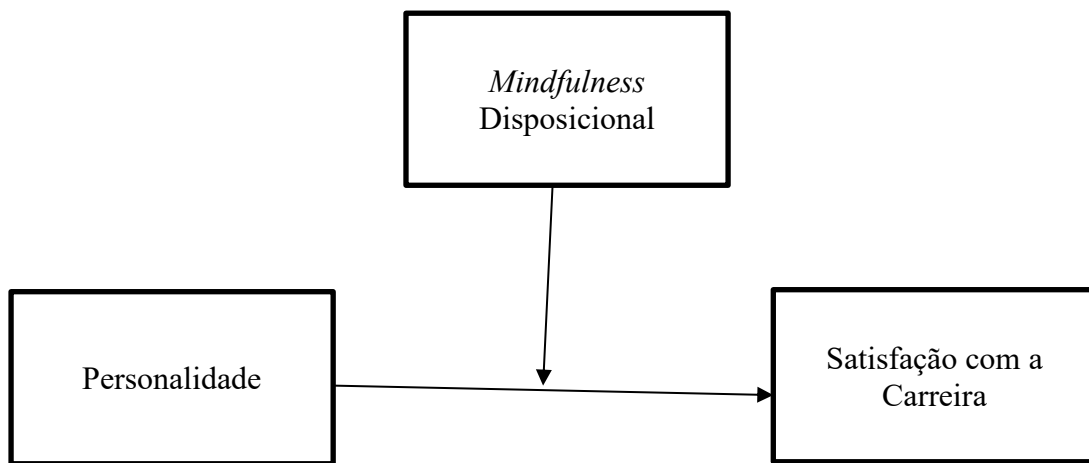 Mindfulness
Disposicional
Personalidade
Satisfação com a
Carreira